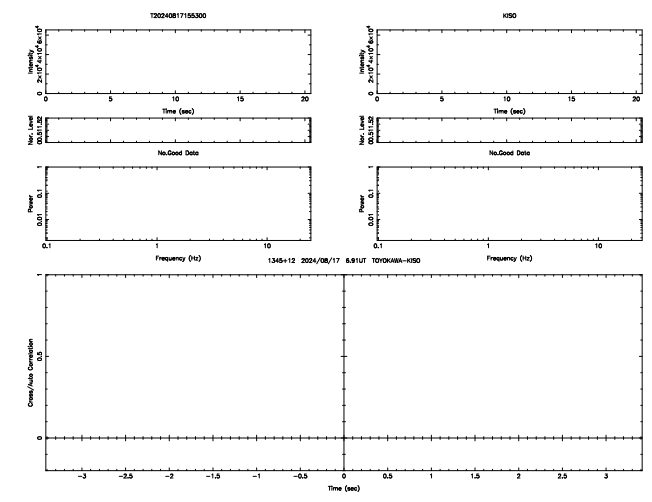 T20240817155300
KISO
Intensity
0 2×10⁴ 4×10⁴ 6×10⁴
0 5 10 15 20
Time (sec)
Intensity
0 2×10⁴ 4×10⁴ 6×10⁴
0 5 10 15 20
Time (sec)
Nor. Level
00.511.52
Nor. Level
00.511.52
No.Good Data
No.Good Data
Power
0.01 0.1 1
0.1 1 10
Frequency (Hz)
Power
0.01 0.1 1
0.1 1 10
Frequency (Hz)
1345+12 2024/08/17 6.91UT TOYOKAWA-KISO
Cross/Auto Correlation
0 0.5 1
-3 -2.5 -2 -1.5 -1 -0.5 0 0.5 1 1.5 2 2.5 3
Time (sec)